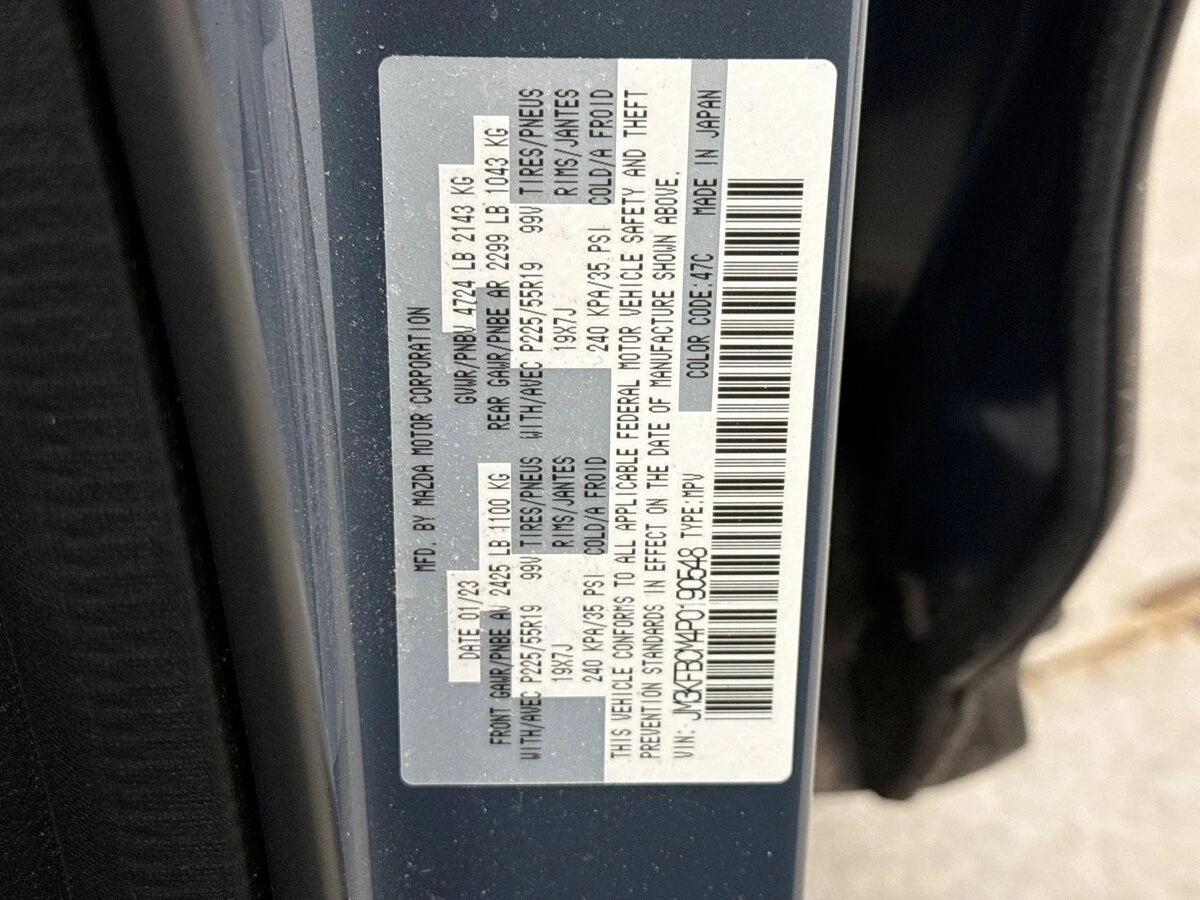 MFD. BY MAZDA MOTOR CORPORATION
DATE 01/23 GVWR/PNBV 4724 LB 2143 KG
FRONT GAWR/PNBE AV 2425 LB 1100 KG REAR GAWR/PNBE AR 2299 LB 1043 KG
WITH/AVEC P225/55R19 99V TIRES/PNEUS WITH/AVEC P225/55R19 99V TIRES/PNEUS
19X7J RIMS/JANTES 19X7J RIMS/JANTES
240 KPA/35 PSI COLD/A FROID 240 KPA/35 PSI COLD/A FROID
THIS VEHICLE CONFORMS TO ALL APPLICABLE FEDERAL MOTOR VEHICLE SAFETY AND THEFT
PREVENTION STANDARDS IN EFFECT ON THE DATE OF MANUFACTURE SHOWN ABOVE.
VIN: JM3KFBCM4P0190548 TYPE:MPV COLOR CODE:47C MADE IN JAPAN